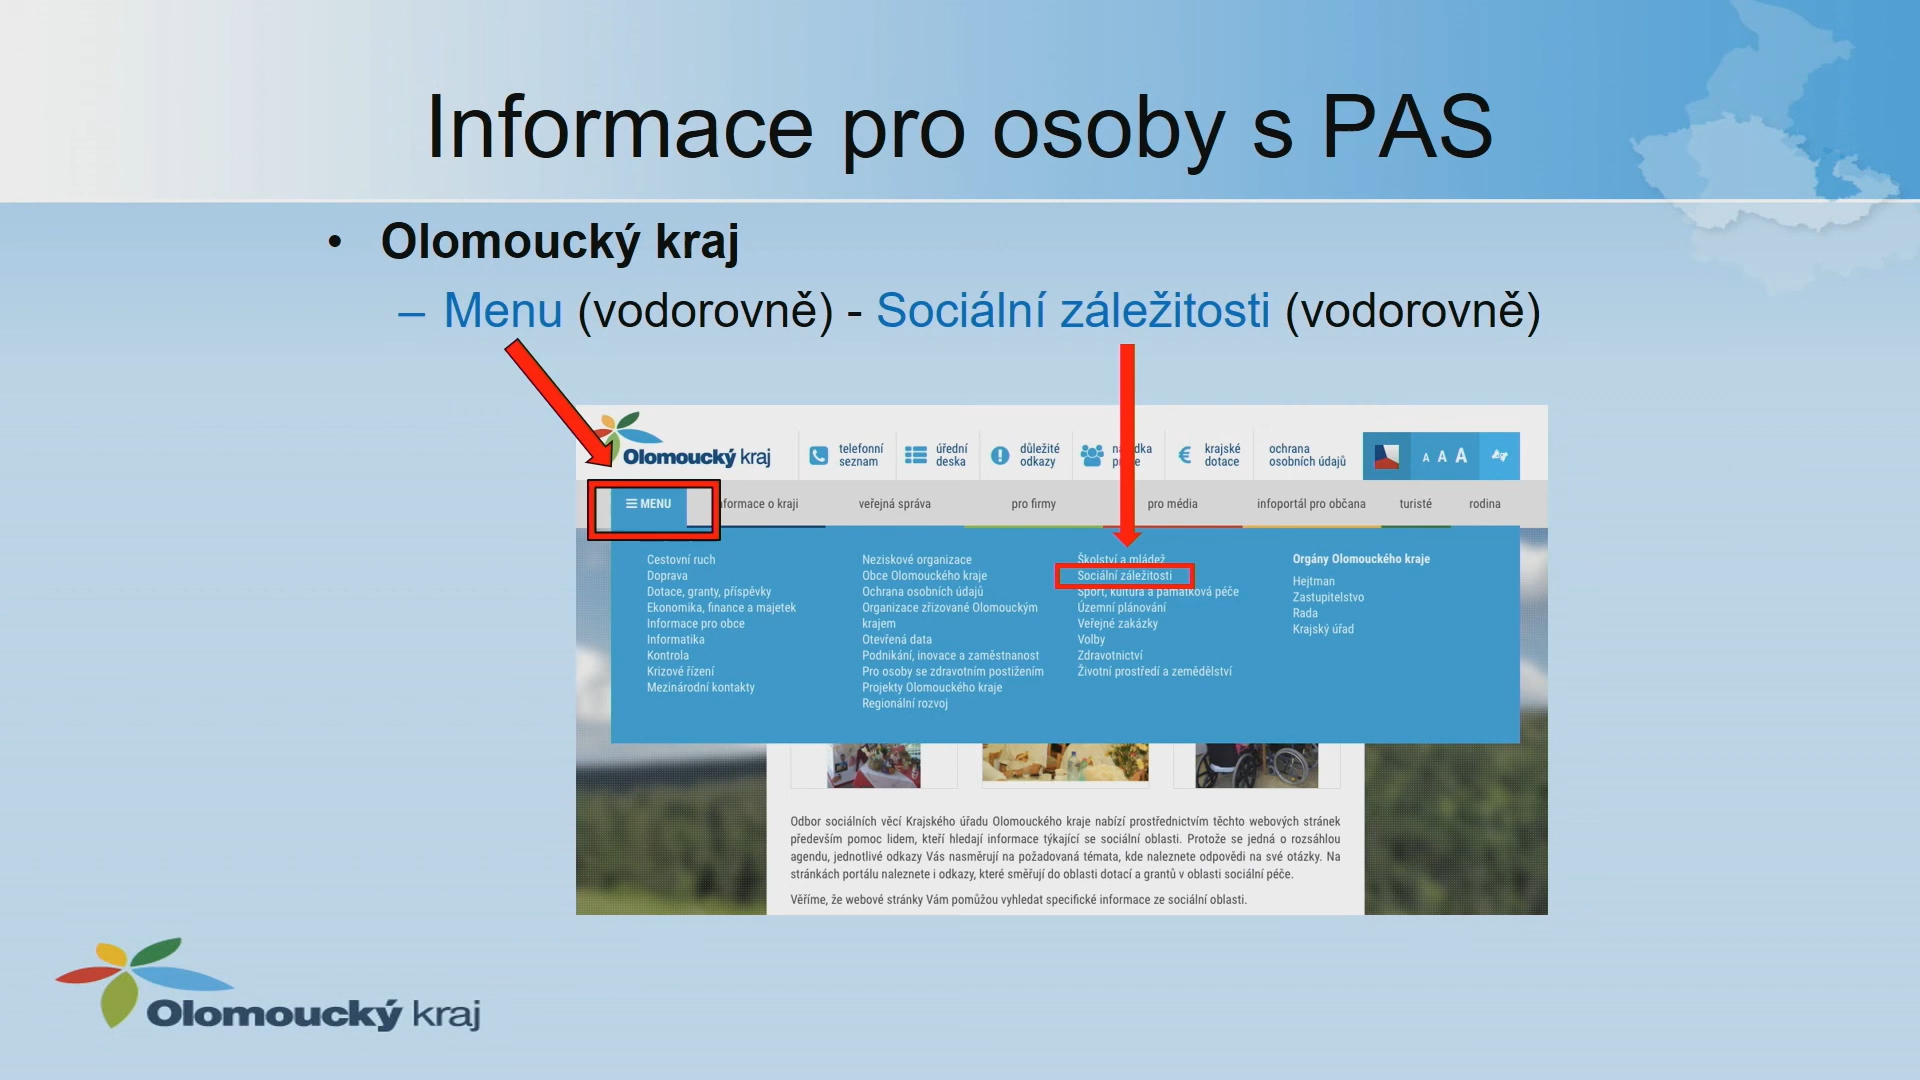 Informace pro osoby s PAS
• Olomoucký kraj
– Menu (vodorovně) - Sociální záležitosti (vodorovně)
Olomoucký kraj
telefonní seznam
úřední deska
důležité odkazy
krajské dotace
ochrana osobních údajů
A A A
MENU
informace o kraji
veřejná správa
pro firmy
pro média
infoportál pro občana
turisté
rodina
Cestovní ruch
Doprava
Dotace, granty, příspěvky
Ekonomika, finance a majetek
Informace pro obce
Informatika
Kontrola
Krizové řízení
Mezinárodní kontakty
Neziskové organizace
Obce Olomouckého kraje
Ochrana osobních údajů
Organizace zřizované Olomouckým
krajem
Otevřená data
Podnikání, inovace a zaměstnanost
Pro osoby se zdravotním postižením
Projekty Olomouckého kraje
Regionální rozvoj
Školství a mládež
Sociální záležitosti
Sport, kultura a památková péče
Územní plánování
Veřejné zakázky
Volby
Zdravotnictví
Životní prostředí a zemědělství
Orgány Olomouckého kraje
Hejtman
Zastupitelstvo
Rada
Krajský úřad
Odbor sociálních věcí Krajského úřadu Olomouckého kraje nabízí prostřednictvím těchto webových stránek
především pomoc lidem, kteří hledají informace týkající se sociální oblasti. Protože se jedná o rozsáhlou
agendu, jednotlivé odkazy Vás nasměrují na požadovaná témata, kde naleznete odpovědi na své otázky. Na
stránkách portálu naleznete i odkazy, které směřují do oblasti dotací a grantů v oblasti sociální péče.
Věříme, že webové stránky Vám pomůžou vyhledat specifické informace ze sociální oblasti.
Olomoucký kraj